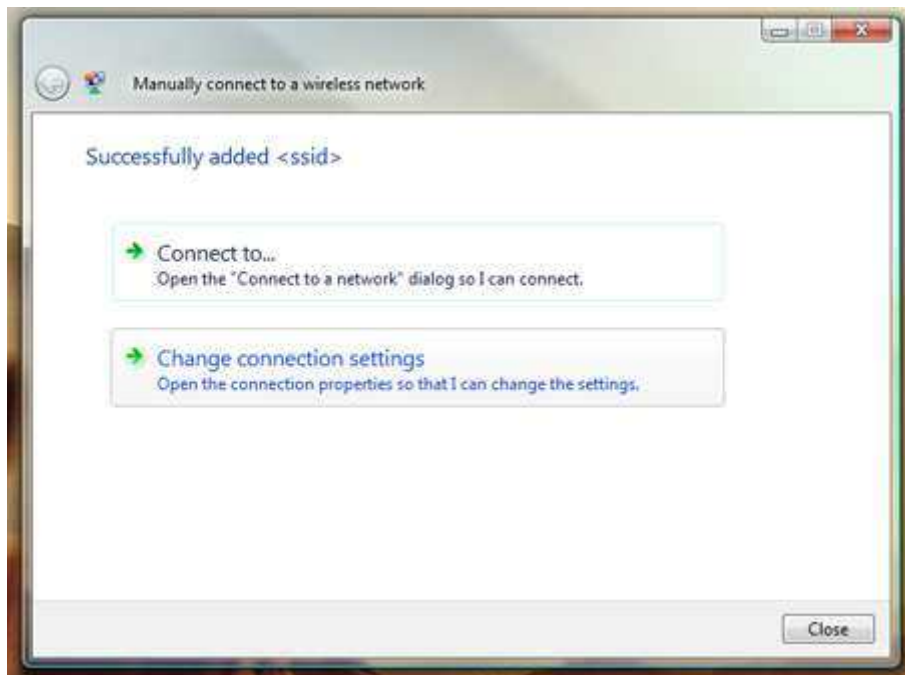 Manually connect to a wireless network
Successfully added <ssid>
Connect to...
Open the "Connect to a network" dialog so I can connect.
Change connection settings
Open the connection properties so that I can change the settings.
Close